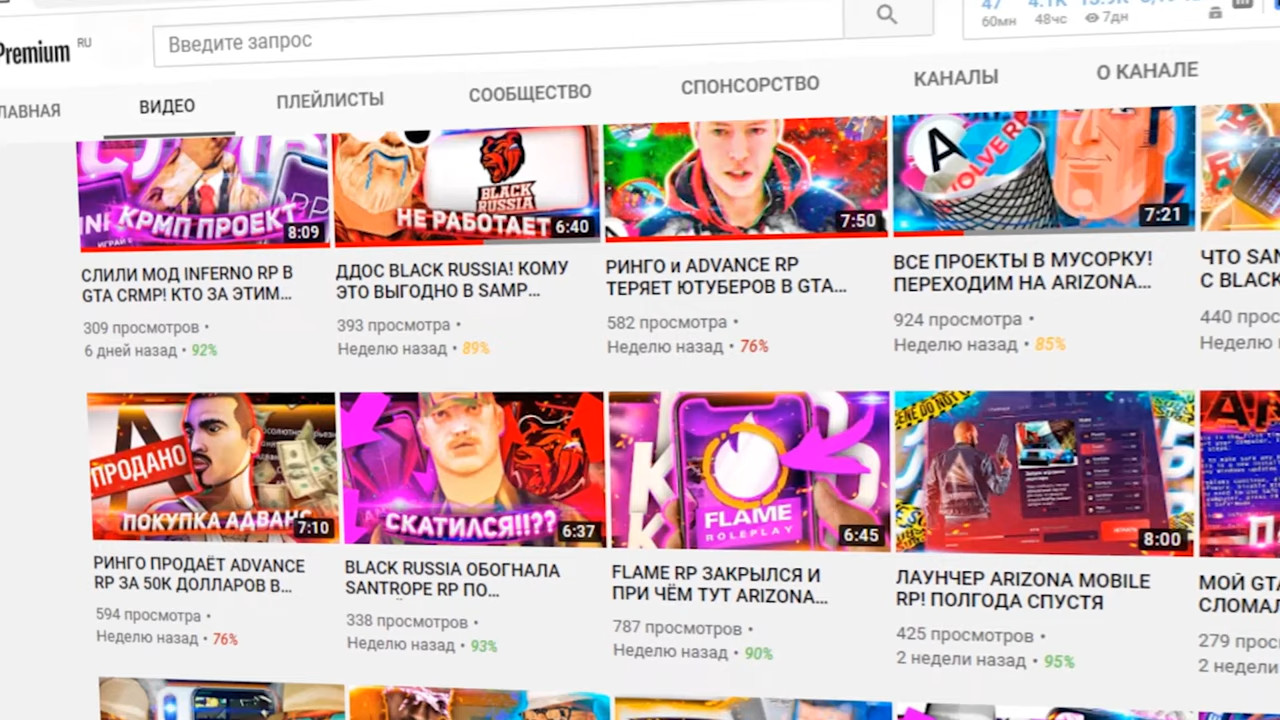 Premium RU
Введите запрос
60мн 48чс 7дн
ВИДЕО ПЛЕЙЛИСТЫ СООБЩЕСТВО СПОНСОРСТВО КАНАЛЫ О КАНАЛЕ
КРМП ПРОЕКТ
8:09
BLACK
RUSSIA
НЕ РАБОТАЕТ
6:40
7:50
7:21
СЛИЛИ МОД INFERNO RP В
GTA CRMP! КТО ЗА ЭТИМ...
309 просмотров •
6 дней назад • 92%
ДДОС BLACK RUSSIA! КОМУ
ЭТО ВЫГОДНО В SAMP...
393 просмотра •
Неделю назад • 89%
РИНГО и ADVANCE RP
ТЕРЯЕТ ЮТУБЕРОВ В GTA...
582 просмотра •
Неделю назад • 76%
ВСЕ ПРОЕКТЫ В МУСОРКУ!
ПЕРЕХОДИМ НА ARIZONA...
924 просмотра •
Неделю назад • 85%
ЧТО SAN
С BLACK
440 прос
Неделю
ПРОДАНО
ПОКУПКА АДВАНС
7:10
СКАТИЛСЯ!!??
6:37
FLAME
ROLEPLAY
6:45
8:00
РИНГО ПРОДАЁТ ADVANCE
RP ЗА 50К ДОЛЛАРОВ В...
594 просмотра •
Неделю назад • 76%
BLACK RUSSIA ОБОГНАЛА
SANTROPE RP ПО...
338 просмотров •
Неделю назад • 93%
FLAME RP ЗАКРЫЛСЯ И
ПРИ ЧЁМ ТУТ ARIZONA...
787 просмотров •
Неделю назад • 90%
ЛАУНЧЕР ARIZONA MOBILE
RP! ПОЛГОДА СПУСТЯ
425 просмотров •
2 недели назад • 95%
МОЙ GTA
СЛОМАЛ
279 прос
2 недели